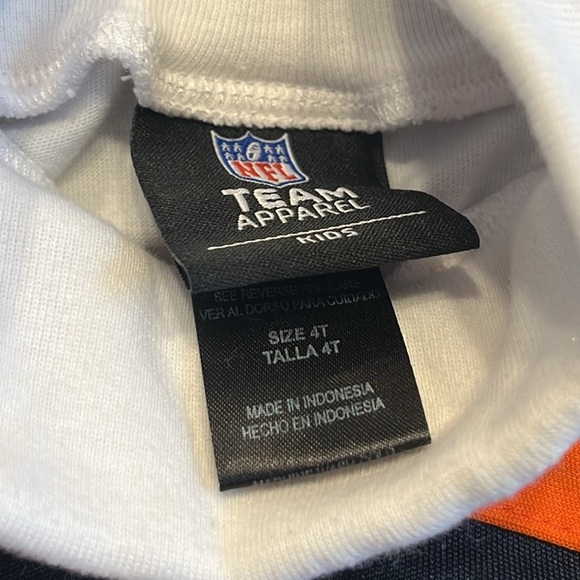 NFL
TEAM
APPAREL
KIDS
SEE REVERSE FOR CARE
VER AL DORSO PARA CUIDADO
SIZE 4T
TALLA 4T
MADE IN INDONESIA
HECHO EN INDONESIA